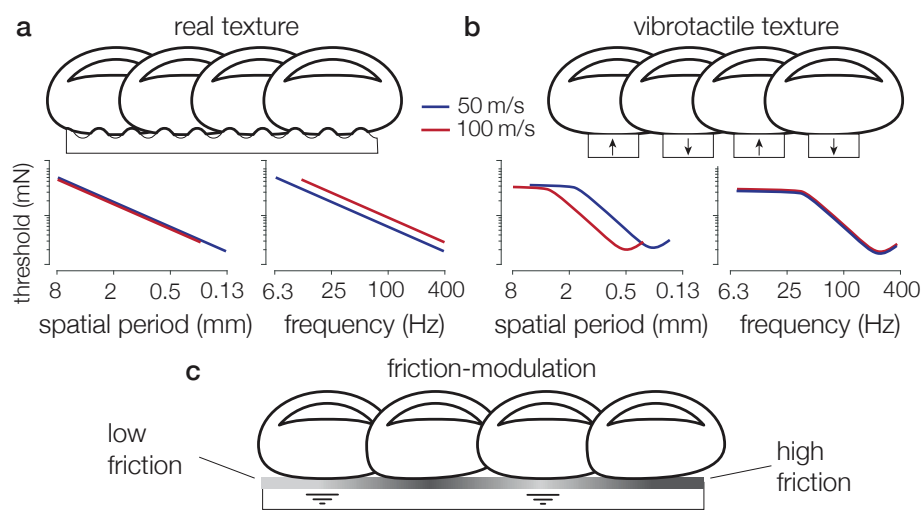 a
real texture
b
vibrotactile texture
50 m/s
100 m/s
threshold (mN)
8
2
0.5
0.13
spatial period (mm)
6.3
25
100
400
frequency (Hz)
8
2
0.5
0.13
spatial period (mm)
6.3
25
100
400
frequency (Hz)
c
friction-modulation
low
friction
high
friction